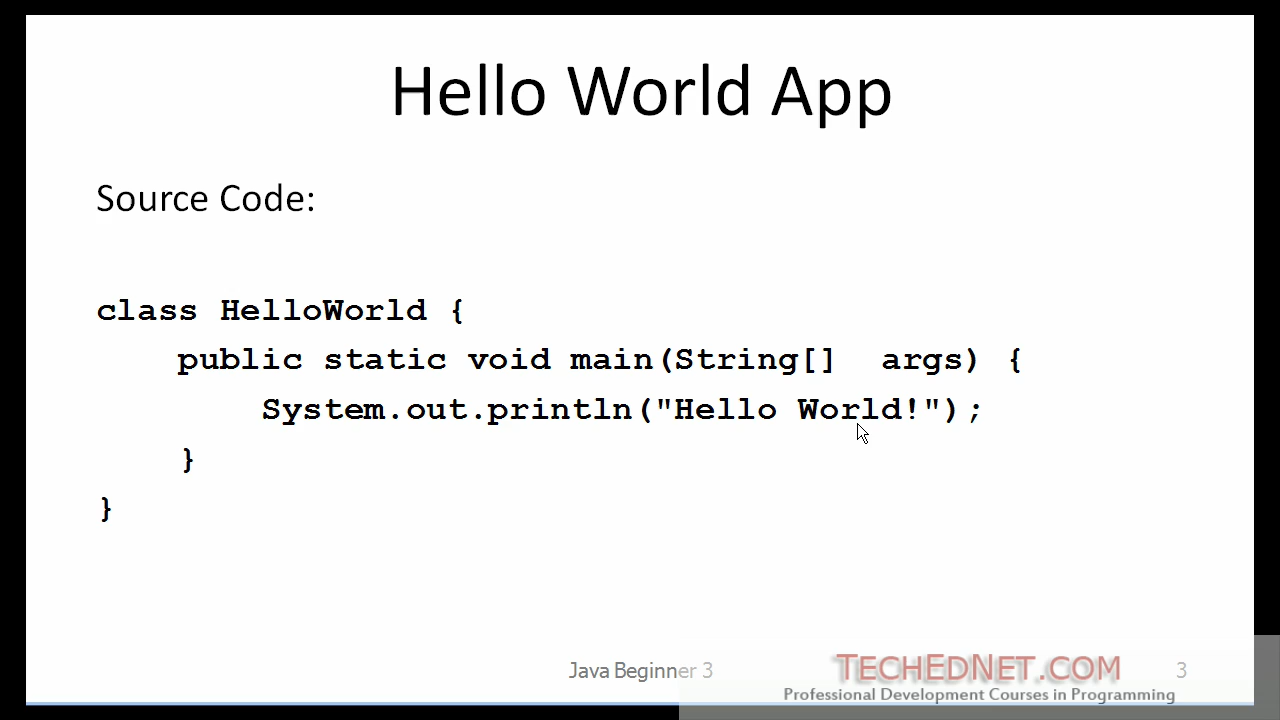 Hello World App
Source Code:
class HelloWorld {
    public static void main(String[]  args) {
        System.out.println("Hello World!");
    }
}
Java Beginner 3
TECHEDNET.COM
3
Professional Development Courses in Programming